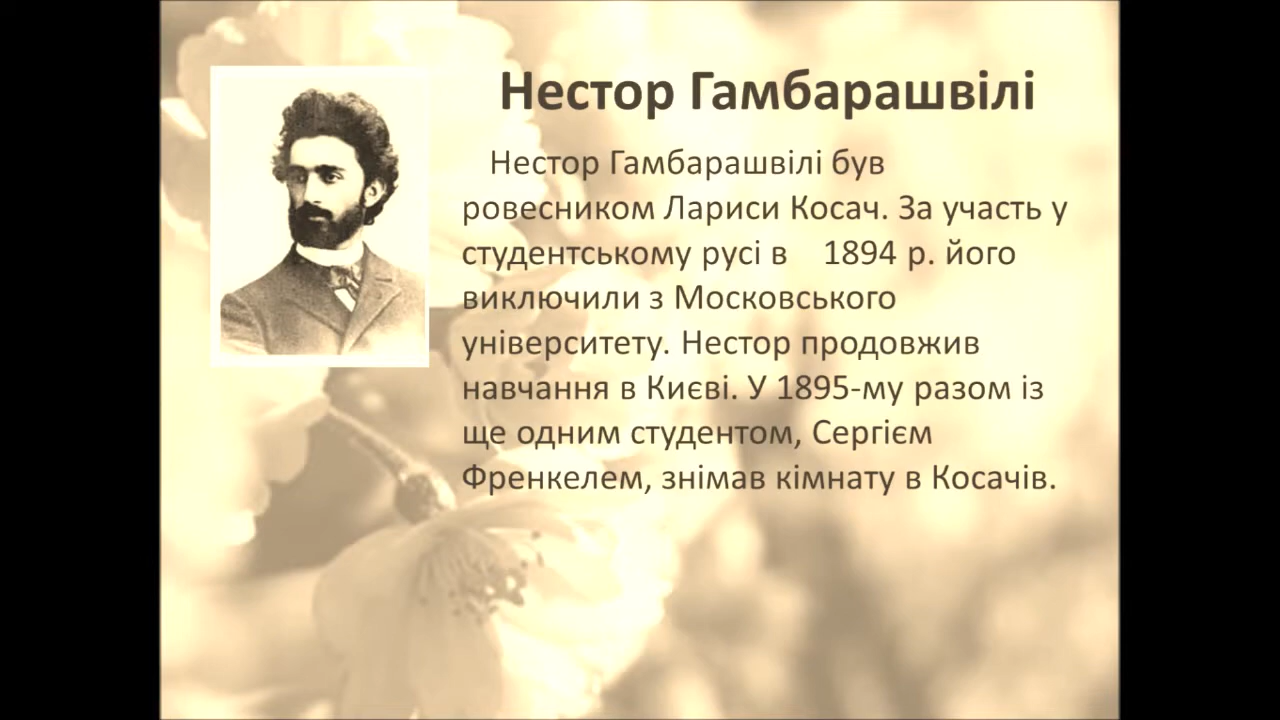 Нестор Гамбарашвілі
Нестор Гамбарашвілі був
ровесником Лариси Косач. За участь у
студентському русі в    1894 р. його
виключили з Московського
університету. Нестор продовжив
навчання в Києві. У 1895-му разом із
ще одним студентом, Сергієм
Френкелем, знімав кімнату в Косачів.